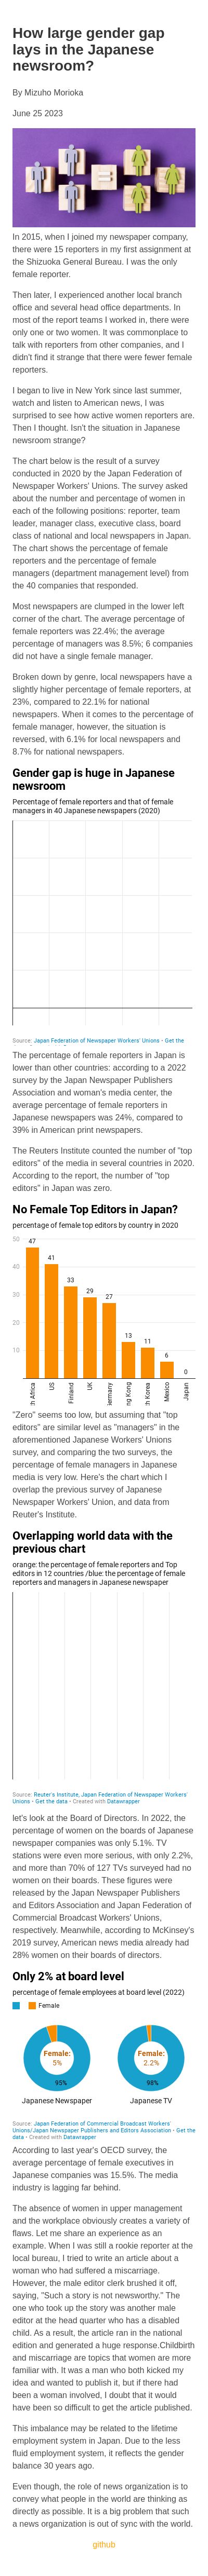 How large gender gap
lays in the Japanese
newsroom?
By Mizuho Morioka
June 25 2023
In 2015, when I joined my newspaper company,
there were 15 reporters in my first assignment at
the Shizuoka General Bureau. I was the only
female reporter.
Then later, I experienced another local branch
office and several head office departments. In
most of the report teams I worked in, there were
only one or two women. It was commonplace to
talk with reporters from other companies, and I
didn't find it strange that there were fewer female
reporters.
I began to live in New York since last summer,
watch and listen to American news, I was
surprised to see how active women reporters are.
Then I thought. Isn't the situation in Japanese
newsroom strange?
The chart below is the result of a survey
conducted in 2020 by the Japan Federation of
Newspaper Workers' Unions. The survey asked
about the number and percentage of women in
each of the following positions: reporter, team
leader, manager class, executive class, board
class of national and local newspapers in Japan.
The chart shows the percentage of female
reporters and the percentage of female
managers (department management level) from
the 40 companies that responded.
Most newspapers are clumped in the lower left
corner of the chart. The average percentage of
female reporters was 22.4%; the average
percentage of managers was 8.5%; 6 companies
did not have a single female manager.
Broken down by genre, local newspapers have a
slightly higher percentage of female reporters, at
23%, compared to 22.1% for national
newspapers. When it comes to the percentage of
female manager, however, the situation is
reversed, with 6.1% for local newspapers and
8.7% for national newspapers.
Gender gap is huge in Japanese
newsroom
Percentage of female reporters and that of female
managers in 40 Japanese newspapers (2020)
Source: Japan Federation of Newspaper Workers' Unions • Get the
The percentage of female reporters in Japan is
lower than other countries: according to a 2022
survey by the Japan Newspaper Publishers
Association and woman's media center, the
average percentage of female reporters in
Japanese newspapers was 24%, compared to
39% in American print newspapers.
The Reuters Institute counted the number of "top
editors" of the media in several countries in 2020.
According to the report, the number of "top
editors" in Japan was zero.
No Female Top Editors in Japan?
percentage of female top editors by country in 2020
50
40
30
20
10
47
41
33
29
27
13
11
6
0
th Africa
US
Finland
UK
ermany
ng Kong
th Korea
Mexico
Japan
"Zero" seems too low, but assuming that "top
editors" are similar level as "managers" in the
aforementioned Japanese Workers' Unions
survey, and comparing the two surveys, the
percentage of female managers in Japanese
media is very low. Here's the chart which I
overlap the previous survey of Japanese
Newspaper Workers' Union, and data from
Reuter's Institute.
Overlapping world data with the
previous chart
orange: the percentage of female reporters and Top
editors in 12 countries /blue: the percentage of female
reporters and managers in Japanese newspaper
Source: Reuter's Institute, Japan Federation of Newspaper Workers'
Unions • Get the data • Created with Datawrapper
let's look at the Board of Directors. In 2022, the
percentage of women on the boards of Japanese
newspaper companies was only 5.1%. TV
stations were even more serious, with only 2.2%,
and more than 70% of 127 TVs surveyed had no
women on their boards. These figures were
released by the Japan Newspaper Publishers
and Editors Association and Japan Federation of
Commercial Broadcast Workers' Unions,
respectively. Meanwhile, according to McKinsey's
2019 survey, American news media already had
28% women on their boards of directors.
Only 2% at board level
percentage of female employees at board level (2022)
Female
Female:
5%
95%
Female:
2.2%
98%
Japanese Newspaper
Japanese TV
Source: Japan Federation of Commercial Broadcast Workers'
Unions/Japan Newspaper Publishers and Editors Association • Get the
data • Created with Datawrapper
According to last year's OECD survey, the
average percentage of female executives in
Japanese companies was 15.5%. The media
industry is lagging far behind.
The absence of women in upper management
and the workplace obviously creates a variety of
flaws. Let me share an experience as an
example. When I was still a rookie reporter at the
local bureau, I tried to write an article about a
woman who had suffered a miscarriage.
However, the male editor clerk brushed it off,
saying, "Such a story is not newsworthy." The
one who took up the story was another male
editor at the head quarter who has a disabled
child. As a result, the article ran in the national
edition and generated a huge response.Childbirth
and miscarriage are topics that women are more
familiar with. It was a man who both kicked my
idea and wanted to publish it, but if there had
been a woman involved, I doubt that it would
have been so difficult to get the article published.
This imbalance may be related to the lifetime
employment system in Japan. Due to the less
fluid employment system, it reflects the gender
balance 30 years ago.
Even though, the role of news organization is to
convey what people in the world are thinking as
directly as possible. It is a big problem that such
a news organization is out of sync with the world.
github